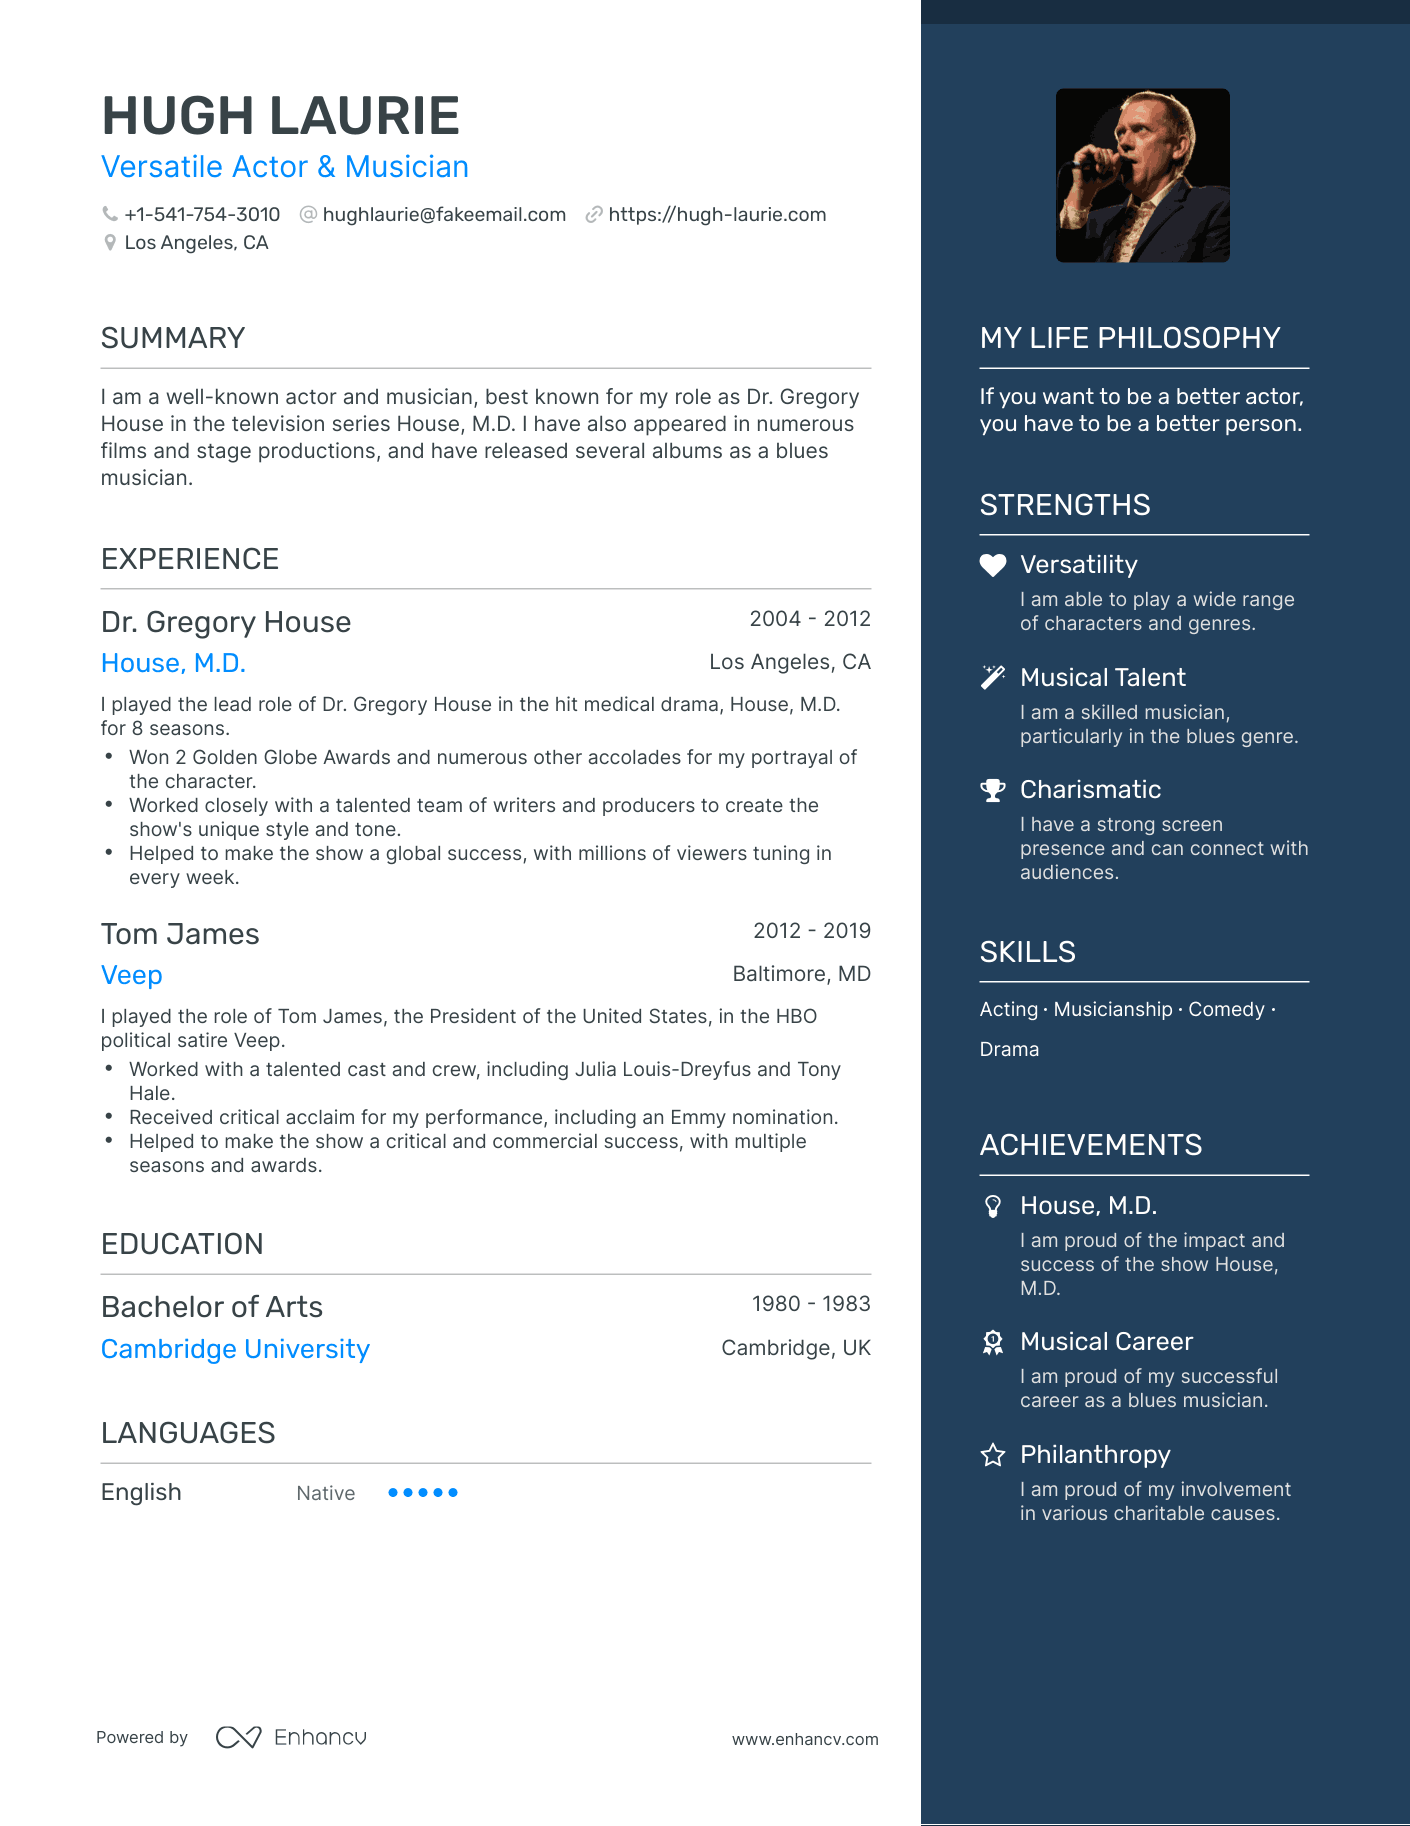 HUGH LAURIE
Versatile Actor & Musician
+1-541-754-3010 hughlaurie@fakeemail.com https://hugh-laurie.com
Los Angeles, CA
SUMMARY
I am a well-known actor and musician, best known for my role as Dr. Gregory
House in the television series House, M.D. I have also appeared in numerous
films and stage productions, and have released several albums as a blues
musician.
EXPERIENCE
Dr. Gregory House
2004 - 2012
House, M.D.
Los Angeles, CA
I played the lead role of Dr. Gregory House in the hit medical drama, House, M.D.
for 8 seasons.
• Won 2 Golden Globe Awards and numerous other accolades for my portrayal of
the character.
• Worked closely with a talented team of writers and producers to create the
show's unique style and tone.
• Helped to make the show a global success, with millions of viewers tuning in
every week.
Tom James
2012 - 2019
Veep
Baltimore, MD
I played the role of Tom James, the President of the United States, in the HBO
political satire Veep.
• Worked with a talented cast and crew, including Julia Louis-Dreyfus and Tony
Hale.
• Received critical acclaim for my performance, including an Emmy nomination.
• Helped to make the show a critical and commercial success, with multiple
seasons and awards.
EDUCATION
Bachelor of Arts
1980 - 1983
Cambridge University
Cambridge, UK
LANGUAGES
English Native
Powered by Enhancv
www.enhancv.com
MY LIFE PHILOSOPHY
If you want to be a better actor,
you have to be a better person.
STRENGTHS
Versatility
I am able to play a wide range
of characters and genres.
Musical Talent
I am a skilled musician,
particularly in the blues genre.
Charismatic
I have a strong screen
presence and can connect with
audiences.
SKILLS
Acting · Musicianship · Comedy ·
Drama
ACHIEVEMENTS
House, M.D.
I am proud of the impact and
success of the show House,
M.D.
Musical Career
I am proud of my successful
career as a blues musician.
Philanthropy
I am proud of my involvement
in various charitable causes.